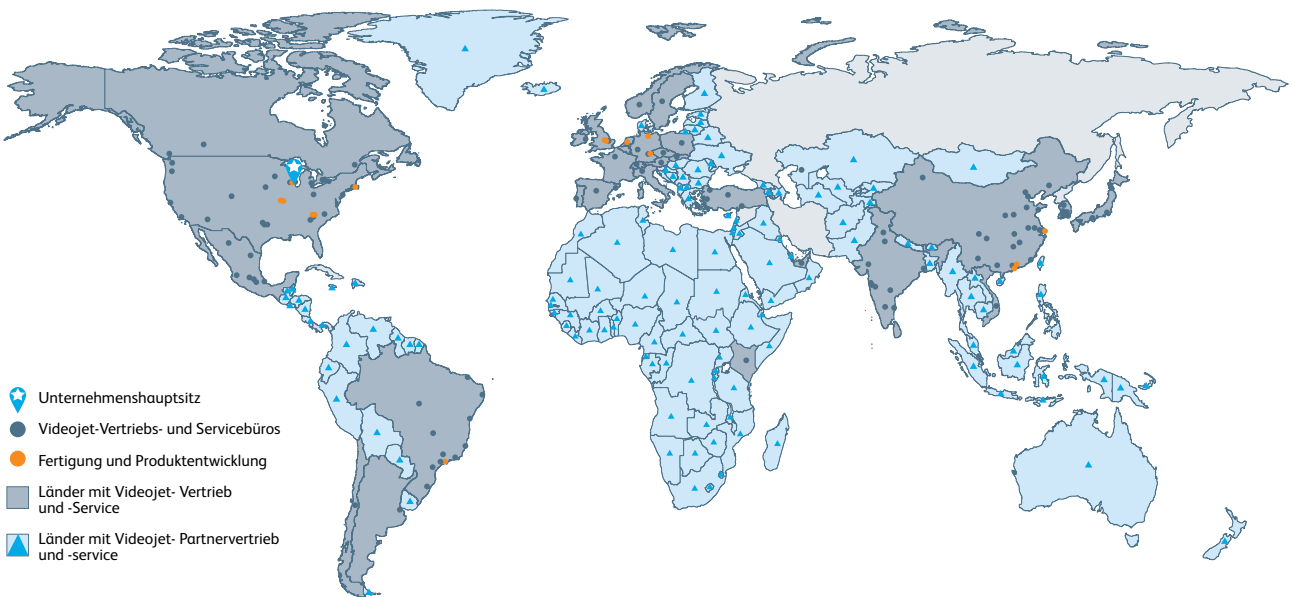 Unternehmenshauptsitz
Videojet-Vertriebs- und Servicebüros
Fertigung und Produktentwicklung
Länder mit Videojet- Vertrieb
und -Service
Länder mit Videojet- Partnervertrieb
und -service